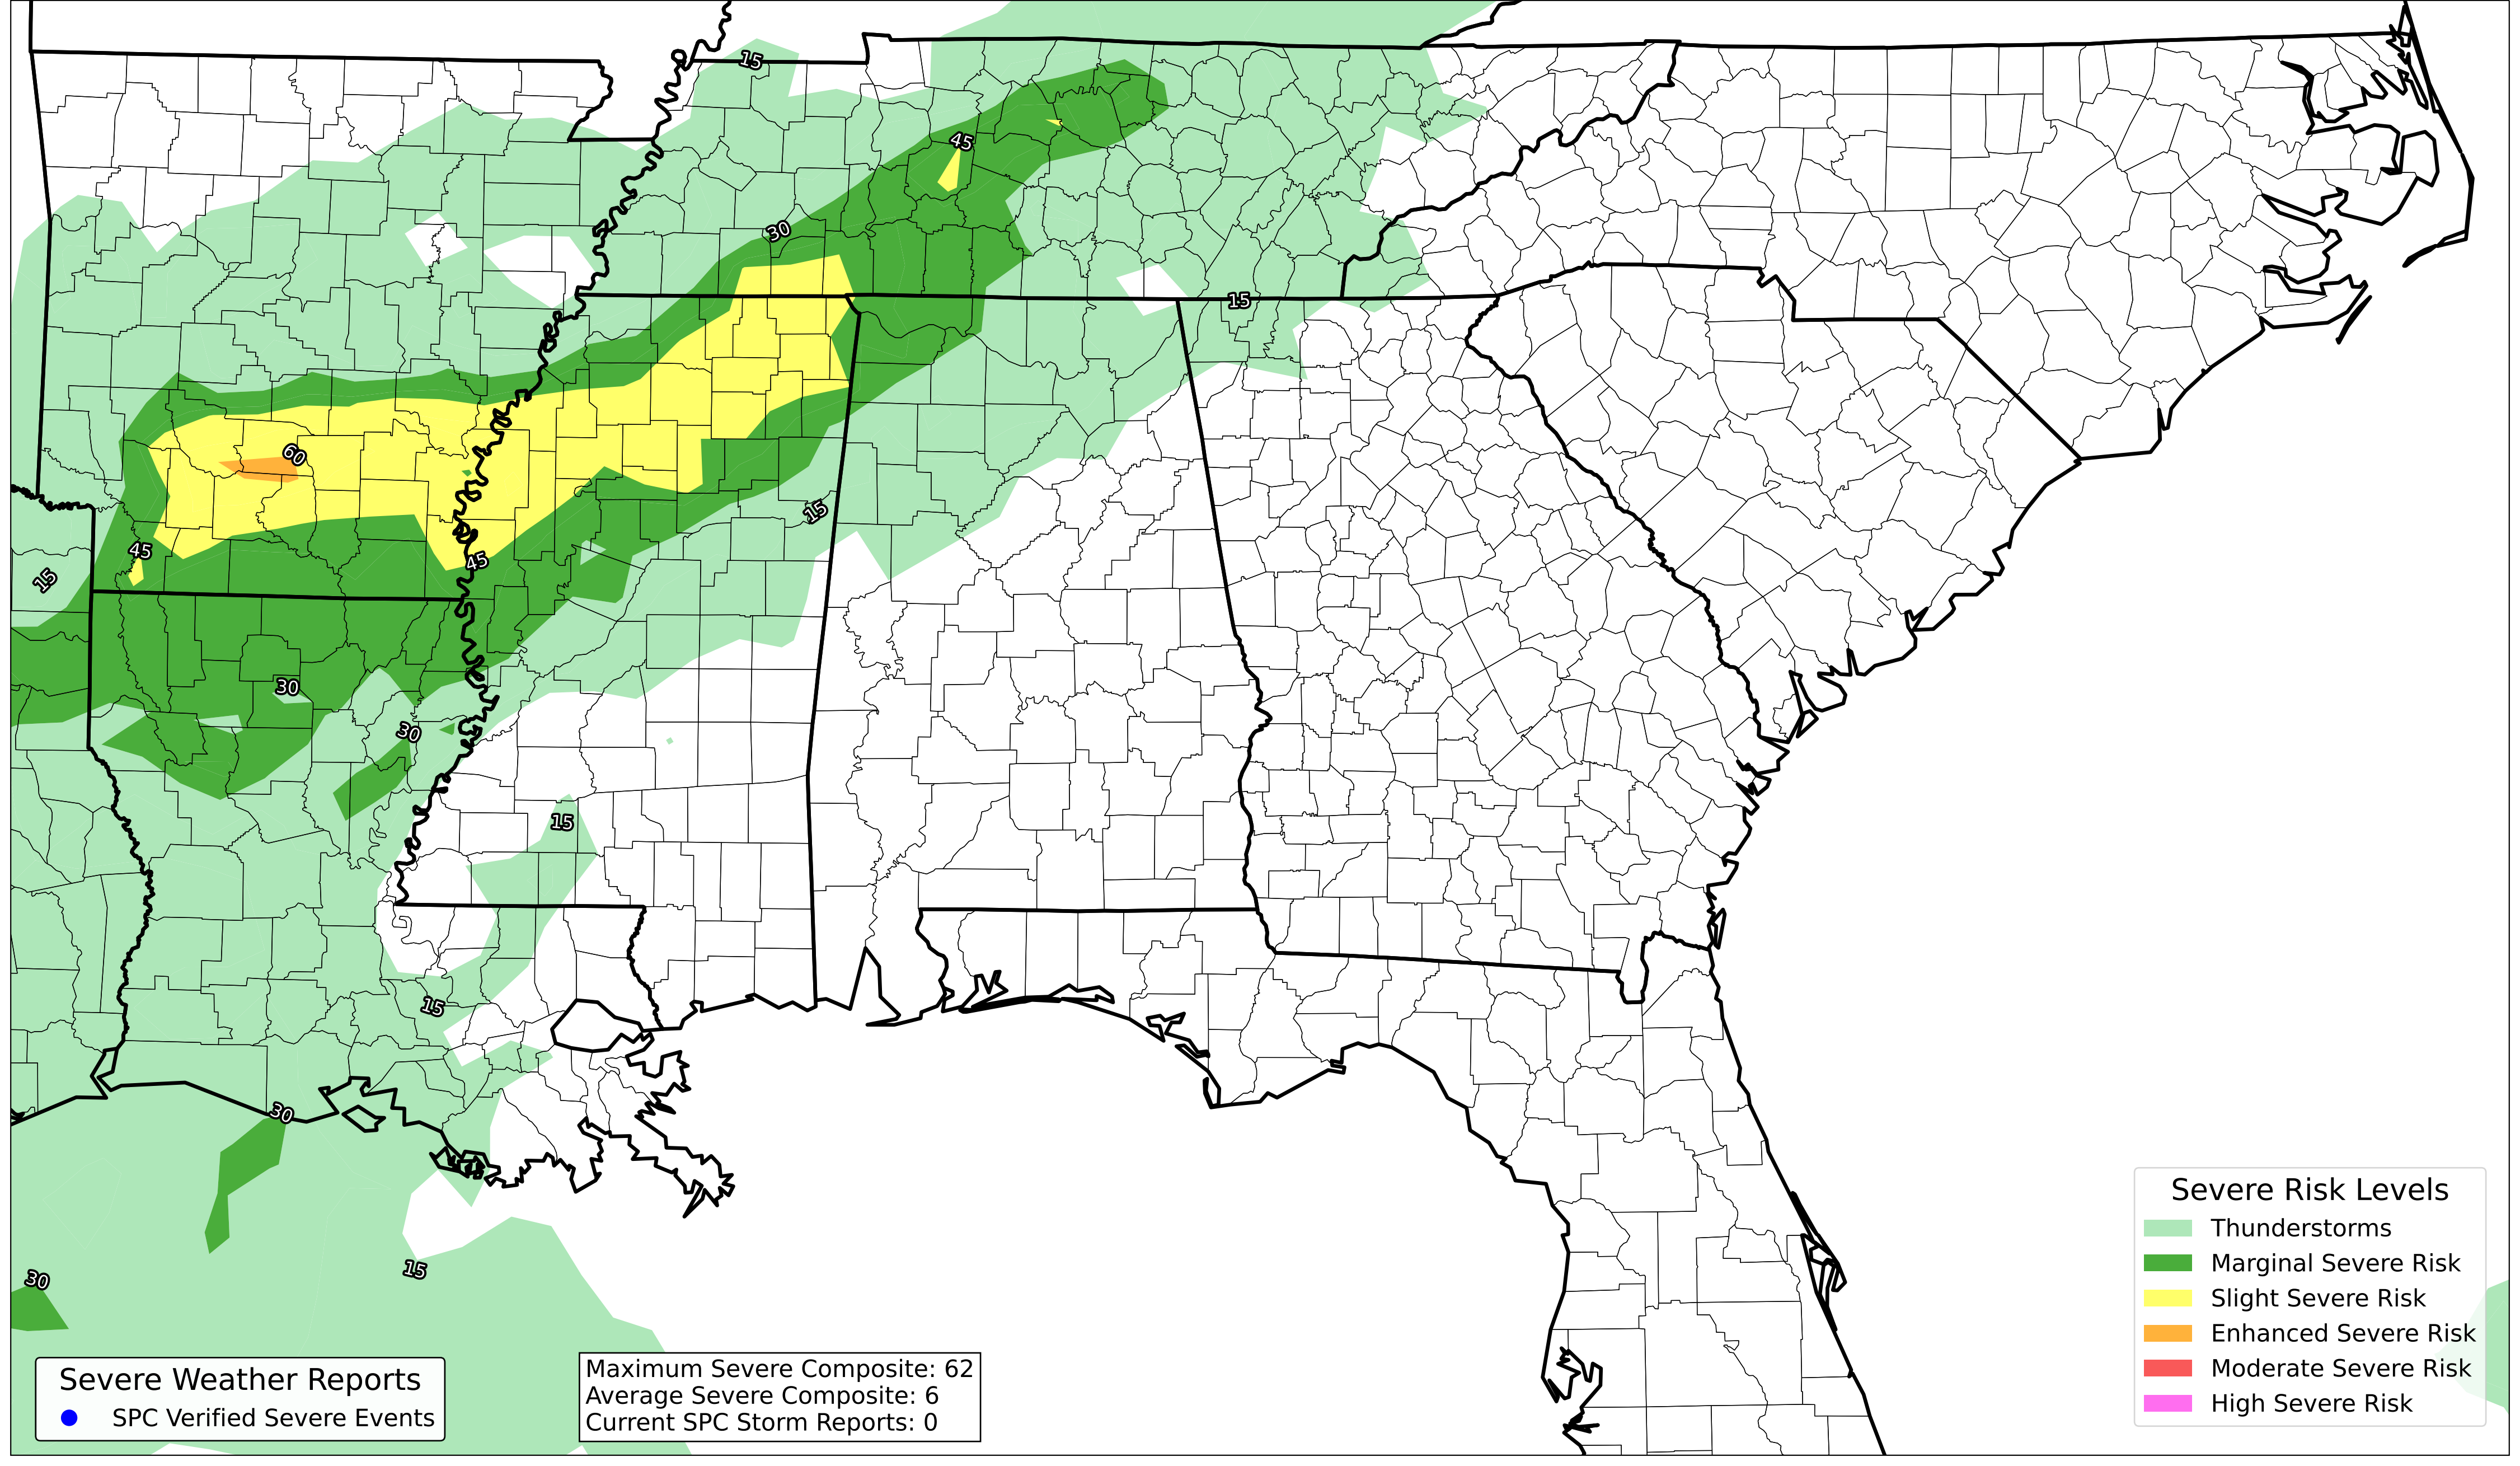 15
45
30
15
60
15
45
45
15
30
30
15
15
30
15
30
Severe Risk Levels
Thunderstorms
Marginal Severe Risk
Slight Severe Risk
Enhanced Severe Risk
Moderate Severe Risk
High Severe Risk
Severe Weather Reports
SPC Verified Severe Events
Maximum Severe Composite: 62
Average Severe Composite: 6
Current SPC Storm Reports: 0